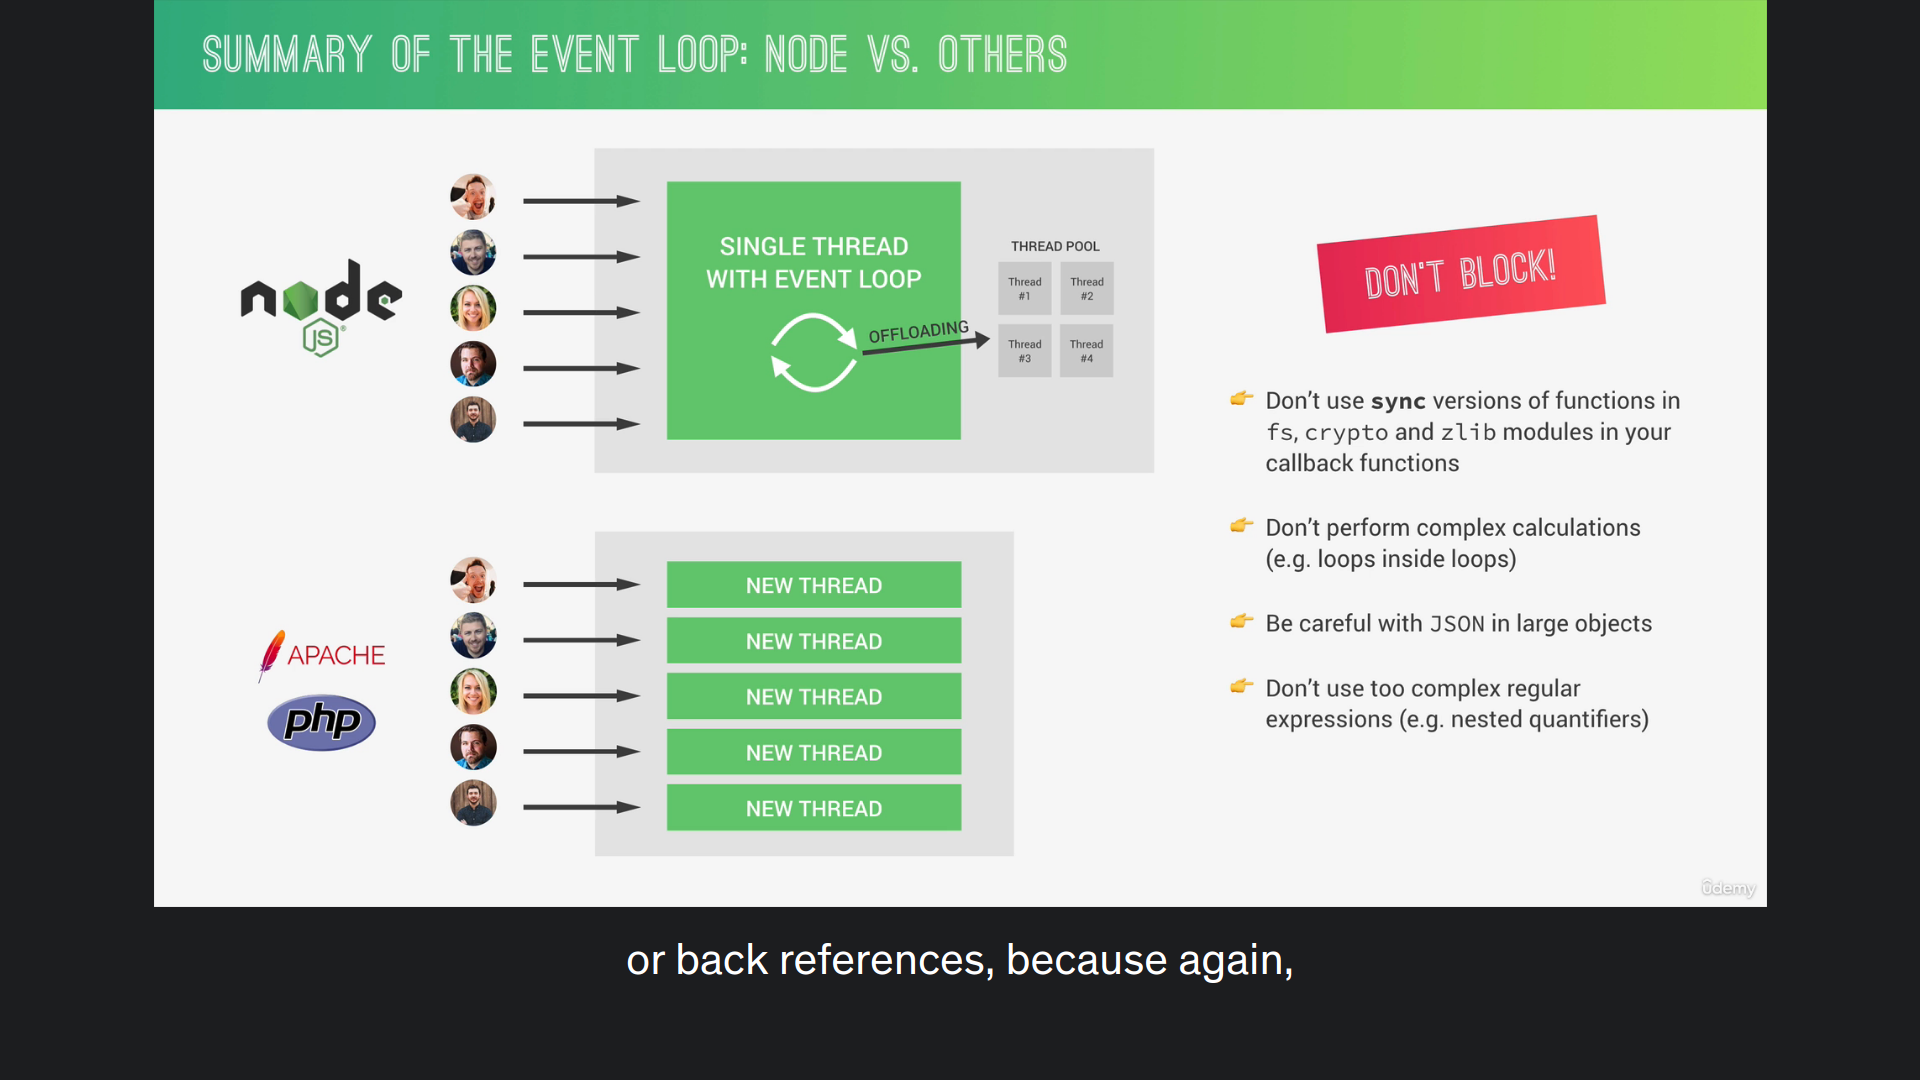 SUMMARY OF THE EVENT LOOP: NODE VS. OTHERS
node
JS
SINGLE THREAD
WITH EVENT LOOP
OFFLOADING
THREAD POOL
Thread
#1
Thread
#2
Thread
#3
Thread
#4
APACHE
php
NEW THREAD
NEW THREAD
NEW THREAD
NEW THREAD
NEW THREAD
DON'T BLOCK!
Don’t use sync versions of functions in
fs, crypto and zlib modules in your
callback functions
Don’t perform complex calculations
(e.g. loops inside loops)
Be careful with JSON in large objects
Don’t use too complex regular
expressions (e.g. nested quantifiers)
ûdemy
or back references, because again,